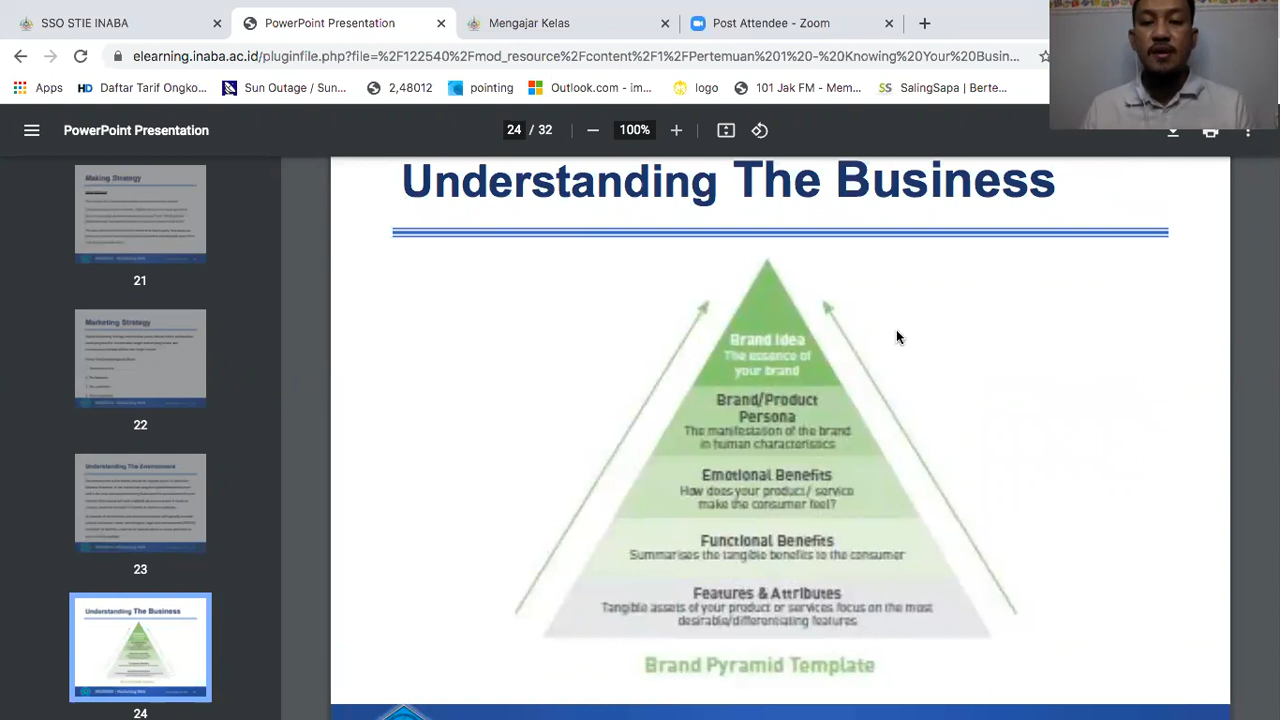 SSO STIE INABA
PowerPoint Presentation
Mengajar Kelas
Post Attendee - Zoom
elearning.inaba.ac.id/pluginfile.php?file=%2F122540%2Fmod_resource%2Fcontent%2F1%2FPertemuan%201%20-%20Knowing%20Your%20Busin...
Apps
HD Daftar Tarif Ongko...
Sun Outage / Sun...
2,48012
pointing
Outlook.com - im...
logo
101 Jak FM - Mem...
SS SalingSapa | Berte...
PowerPoint Presentation
24 / 32
100%
Making Strategy
21
Marketing Strategy
22
Understanding The Environment
23
Understanding The Business
24
Understanding The Business
Brand Idea
The essence of
your brand
Brand/Product
Persona
The manifestation of the brand
in human characteristics
Emotional Benefits
How does your product/ service
make the consumer feel?
Functional Benefits
Summarises the tangible benefits to the consumer
Features & Attributes
Tangible assets of your product or services focus on the most
desirable/differentiating features
Brand Pyramid Template